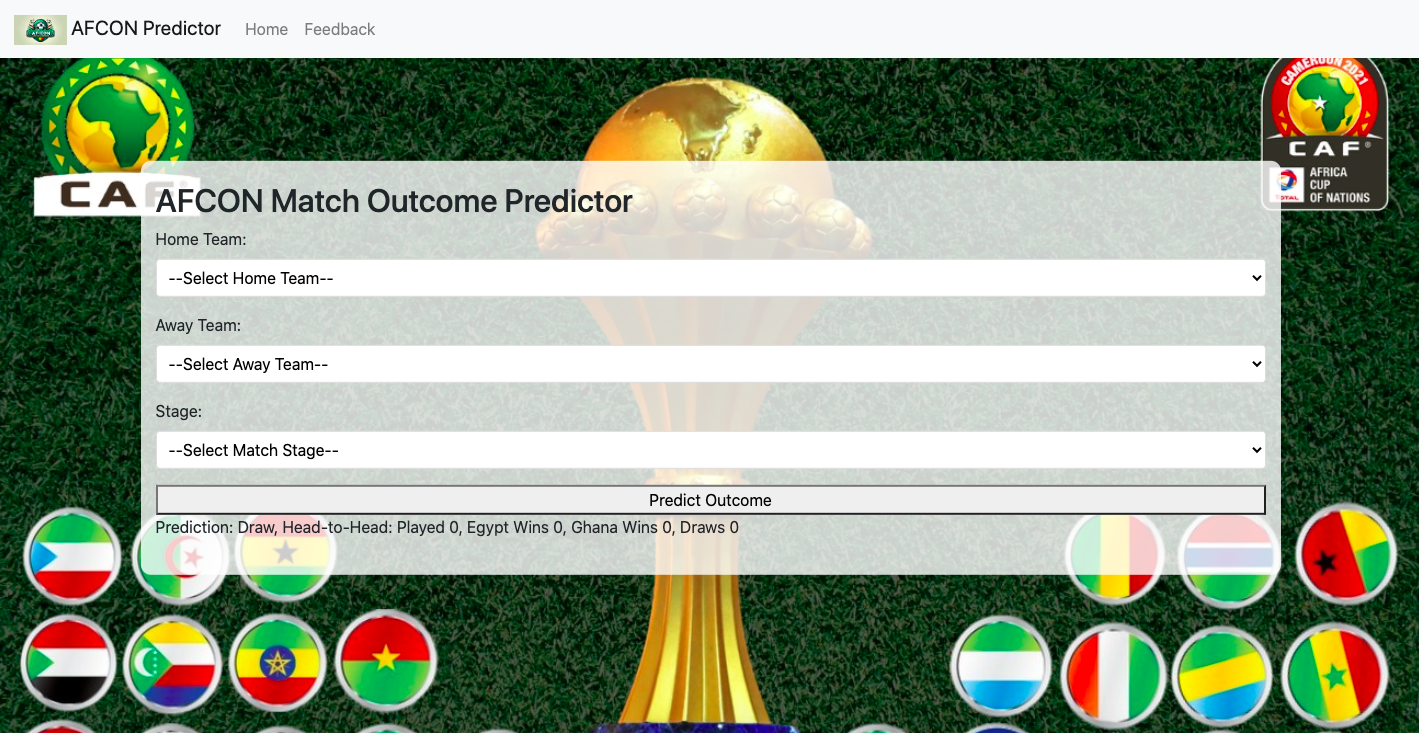 AFCON Predictor Home Feedback
CAMEROON 2021
CAF
CAF
TOTAL
AFRICA
CUP
OF NATIONS
AFCON Match Outcome Predictor
Home Team:
--Select Home Team--
Away Team:
--Select Away Team--
Stage:
--Select Match Stage--
Predict Outcome
Prediction: Draw, Head-to-Head: Played 0, Egypt Wins 0, Ghana Wins 0, Draws 0